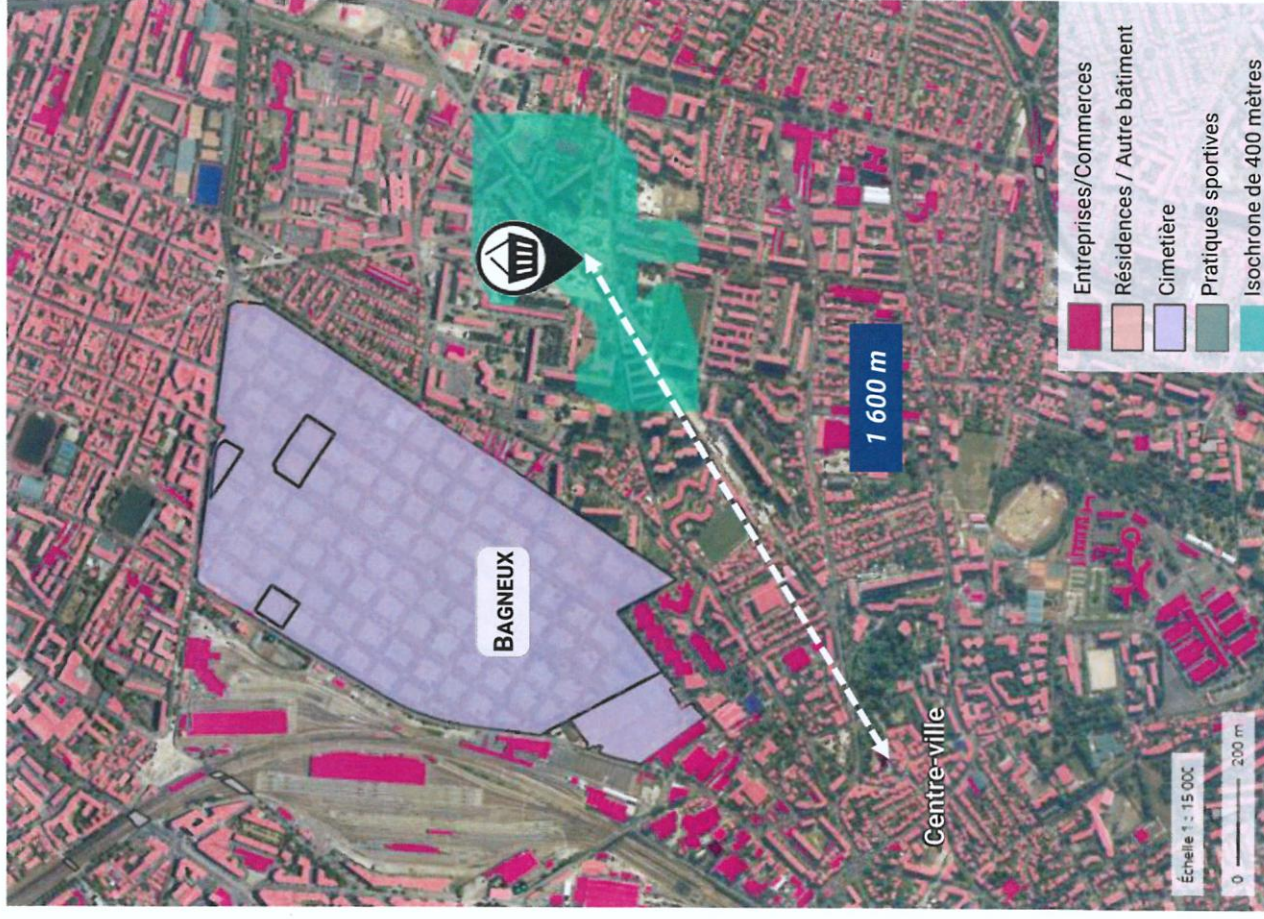 BAGNEUX
1 600 m
Centre-ville
Entreprises/Commerces
Résidences / Autre bâtiment
Cimetière
Pratiques sportives
Isochrone de 400 mètres
Échelle 1 : 15 000
0 200 m